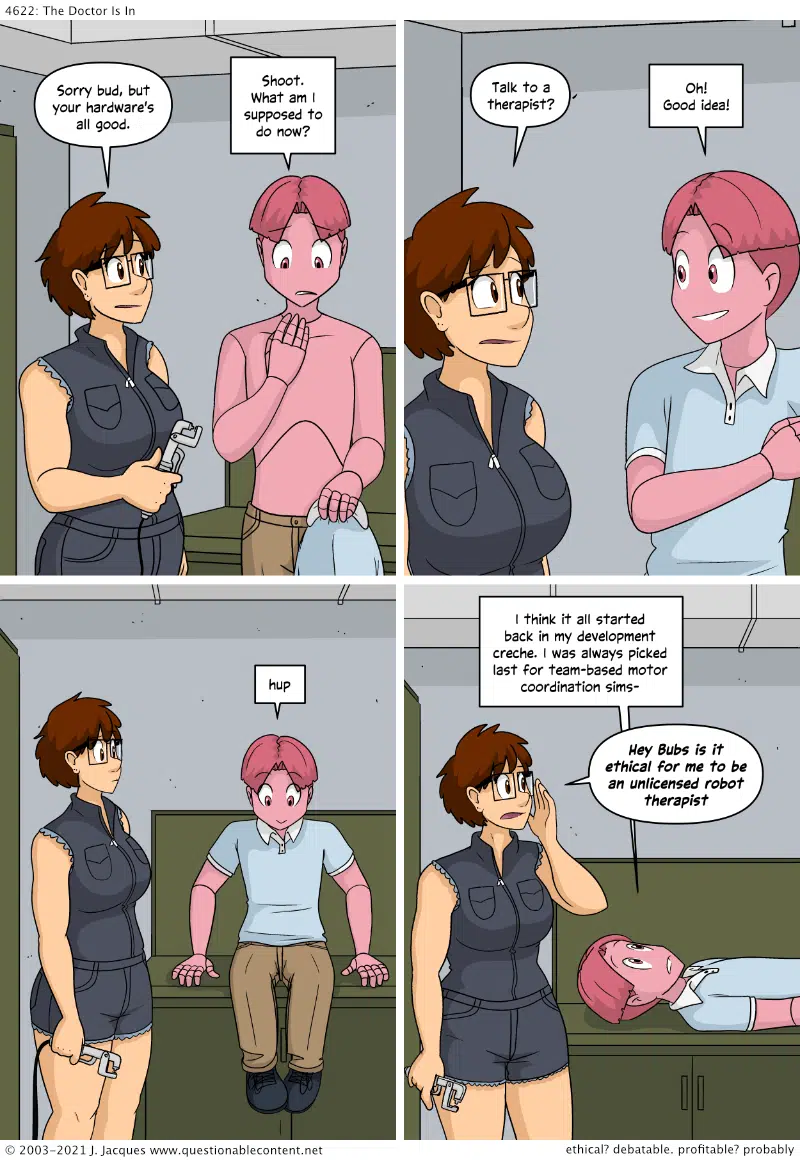 4622: The Doctor Is In
Sorry bud, but
your hardware's
all good.
Shoot.
What am I
supposed to
do now?
Talk to a
therapist?
Oh!
Good idea!
hup
I think it all started
back in my development
creche. I was always picked
last for team-based motor
coordination sims-
Hey Bubs is it
ethical for me to be
an unlicensed robot
therapist
© 2003-2021 J. Jacques www.questionablecontent.net
ethical? debatable. profitable? probably